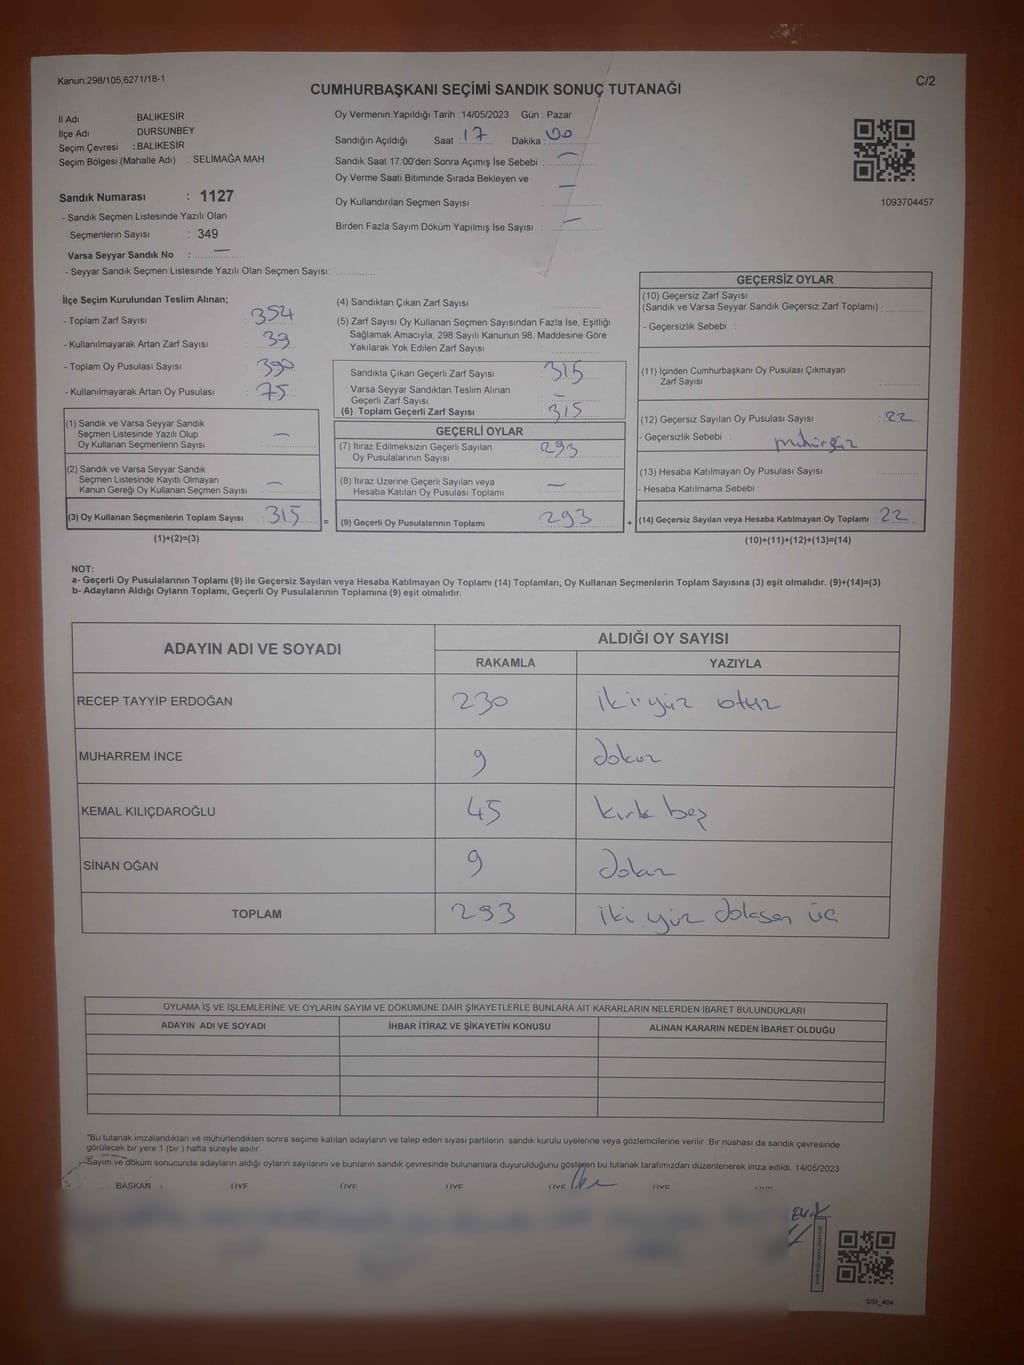 Kanun;298/105,6271/18-1
C/2
CUMHURBAŞKANI SEÇİMİ SANDIK SONUÇ TUTANAĞI
İl Adı : BALIKESİR
İlçe Adı : DURSUNBEY
Seçim Çevresi : BALIKESİR
Seçim Bölgesi (Mahalle Adı) : SELİMAĞA MAH.
Oy Vermenin Yapıldığı Tarih : 14/05/2023 Gün : Pazar
Sandığın Açıldığı Saat 17 Dakika 00
Sandık Saat 17:00'den Sonra Açımış İse Sebebi : —
Oy Verme Saati Bitiminde Sırada Bekleyen ve
Oy Kullandırılan Seçmen Sayısı : —
Birden Fazla Sayım Döküm Yapılmış İse Sayısı : —
1093704457
Sandık Numarası : 1127
- Sandık Seçmen Listesinde Yazılı Olan
Seçmenlerin Sayısı : 349
Varsa Seyyar Sandık No : —
- Seyyar Sandık Seçmen Listesinde Yazılı Olan Seçmen Sayısı:
İlçe Seçim Kurulundan Teslim Alınan;
- Toplam Zarf Sayısı : 354
- Kullanılmayarak Artan Zarf Sayısı : 39
- Toplam Oy Pusulası Sayısı : 390
- Kullanılmayarak Artan Oy Pusulası : 75
(1) Sandık ve Varsa Seyyar Sandık
Seçmen Listesinde Yazılı Olup
Oy Kullanan Seçmenlerin Sayısı : —
(2) Sandık ve Varsa Seyyar Sandık
Seçmen Listesinde Kayıtlı Olmayan
Kanun Gereği Oy Kullanan Seçmen Sayısı : —
(3) Oy Kullanan Seçmenlerin Toplam Sayısı : 315 =
(1)+(2)=(3)
(4) Sandıktan Çıkan Zarf Sayısı :
(5) Zarf Sayısı Oy Kullanan Seçmen Sayısından Fazla İse, Eşitliği
Sağlamak Amacıyla; 298 Sayılı Kanunun 98. Maddesine Göre
Yakılarak Yok Edilen Zarf Sayısı :
Sandıkta Çıkan Geçerli Zarf Sayısı : 315
Varsa Seyyar Sandıktan Teslim Alınan
Geçerli Zarf Sayısı : —
(6) Toplam Geçerli Zarf Sayısı : 315
GEÇERLİ OYLAR
(7) İtiraz Edilmeksizin Geçerli Sayılan
Oy Pusulalarının Sayısı : 293
(8) İtiraz Üzerine Geçerli Sayılan veya
Hesaba Katılan Oy Pusulası Toplamı : —
(9) Geçerli Oy Pusulalarının Toplamı : 293 +
GEÇERSİZ OYLAR
(10) Geçersiz Zarf Sayısı
(Sandık ve Varsa Seyyar Sandık Geçersiz Zarf Toplamı) :
- Geçersizlik Sebebi :
(11) İçinden Cumhurbaşkanı Oy Pusulası Çıkmayan
Zarf Sayısı :
(12) Geçersiz Sayılan Oy Pusulası Sayısı : 22
- Geçersizlik Sebebi : mühürsüz
(13) Hesaba Katılmayan Oy Pusulası Sayısı :
- Hesaba Katılmama Sebebi :
(14) Geçersiz Sayılan veya Hesaba Katılmayan Oy Toplamı : 22
(10)+(11)+(12)+(13)=(14)
NOT:
a- Geçerli Oy Pusulalarının Toplamı (9) ile Geçersiz Sayılan veya Hesaba Katılmayan Oy Toplamı (14) Toplamları, Oy Kullanan Seçmenlerin Toplam Sayısına (3) eşit olmalıdır. (9)+(14)=(3)
b- Adayların Aldığı Oyların Toplamı, Geçerli Oy Pusulalarının Toplamına (9) eşit olmalıdır.
ADAYIN ADI VE SOYADI
ALDIĞI OY SAYISI
RAKAMLA YAZIYLA
RECEP TAYYİP ERDOĞAN 230 iki yüz otuz
MUHARREM İNCE 9 dokuz
KEMAL KILIÇDAROĞLU 45 kırk beş
SİNAN OĞAN 9 dokuz
TOPLAM 293 iki yüz doksan üç
OYLAMA İŞ VE İŞLEMLERİNE VE OYLARIN SAYIM VE DÖKÜMÜNE DAİR ŞİKAYETLERLE BUNLARA AİT KARARLARIN NELERDEN İBARET BULUNDUKLARI
ADAYIN ADI VE SOYADI İHBAR İTİRAZ VE ŞİKAYETİN KONUSU ALINAN KARARIN NEDEN İBARET OLDUĞU
*Bu tutanak imzalandıktan ve mühürlendikten sonra seçime katılan adayların ve talep eden siyasi partilerin sandık kurulu üyelerine veya gözlemcilerine verilir. Bir nüshası da sandık çevresinde
görülecek bir yere 1 (bir ) hafta süreyle asılır.
Sayım ve döküm sonucunda adayların aldığı oyların sayılarını ve bunların sandık çevresinde bulunanlara duyurulduğunu gösteren bu tutanak tarafımızdan düzenlenerek imza edildi. 14/05/2023
BAŞKAN ÜYE ÜYE ÜYE ÜYE ÜYE
SSI_404